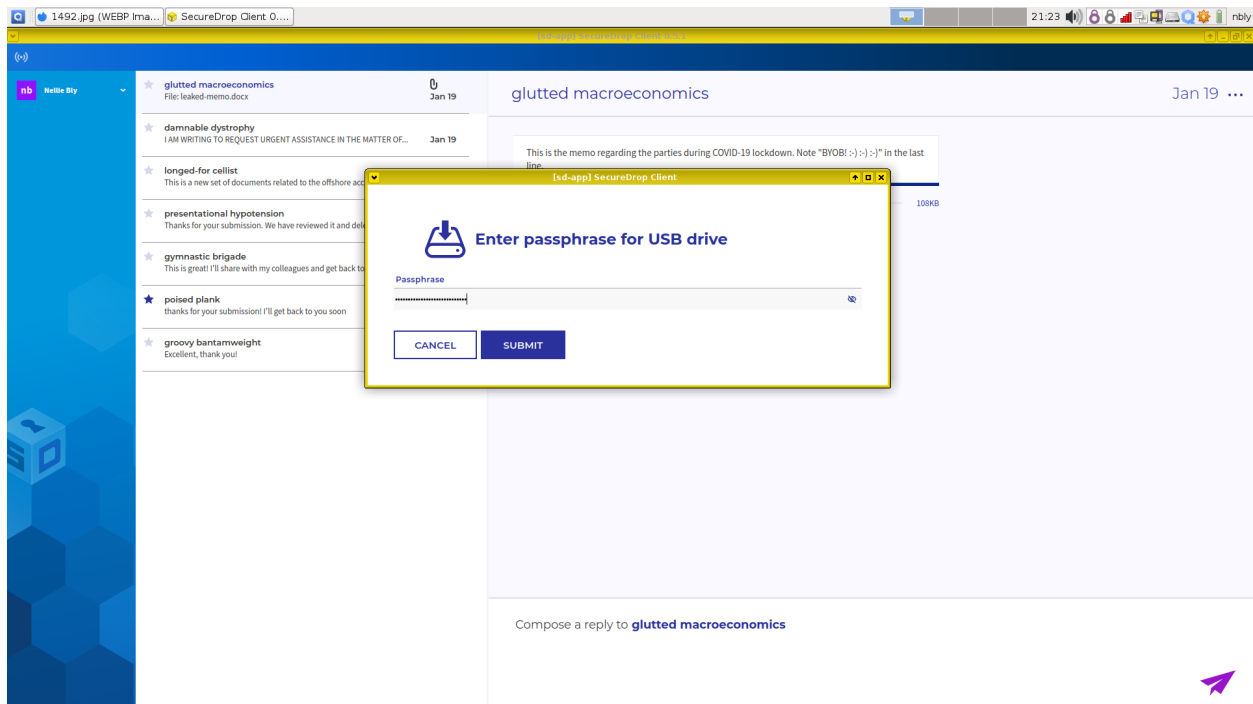 1492.jpg (WEBP Ima...
SecureDrop Client 0....
21:23
nbly
[sd-app] SecureDrop Client 0.5.1
nb
Nellie Bly
glutted macroeconomics
File: leaked-memo.docx
Jan 19
damnable dystrophy
I AM WRITING TO REQUEST URGENT ASSISTANCE IN THE MATTER OF...
Jan 19
longed-for cellist
This is a new set of documents related to the offshore
presentational hypotension
Thanks for your submission. We have reviewed it and
gymnastic brigade
This is great! I'll share with my colleagues and get back to
poised plank
thanks for your submission! I'll get back to you soon
groovy bantamweight
Excellent, thank you!
glutted macroeconomics
Jan 19 ...
This is the memo regarding the parties during COVID-19 lockdown. Note "BYOB! :-) :-) :-)" in the last
line.
108KB
[sd-app] SecureDrop Client
Enter passphrase for USB drive
Passphrase
CANCEL
SUBMIT
Compose a reply to glutted macroeconomics
SD